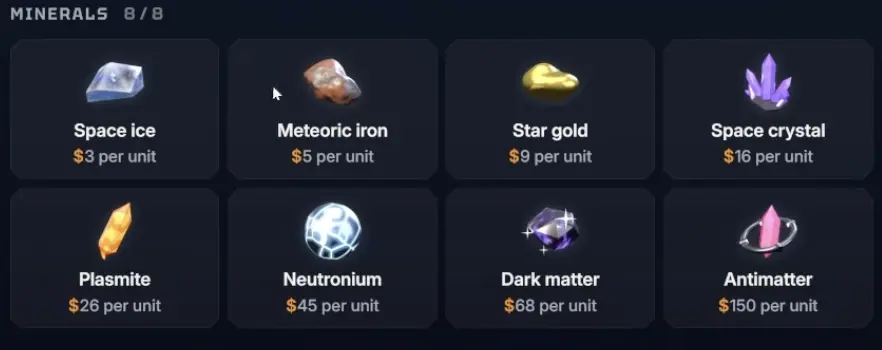 MINERALS 8/8
Space ice
$3 per unit
Meteoric iron
$5 per unit
Star gold
$9 per unit
Space crystal
$16 per unit
Plasmite
$26 per unit
Neutronium
$45 per unit
Dark matter
$68 per unit
Antimatter
$150 per unit